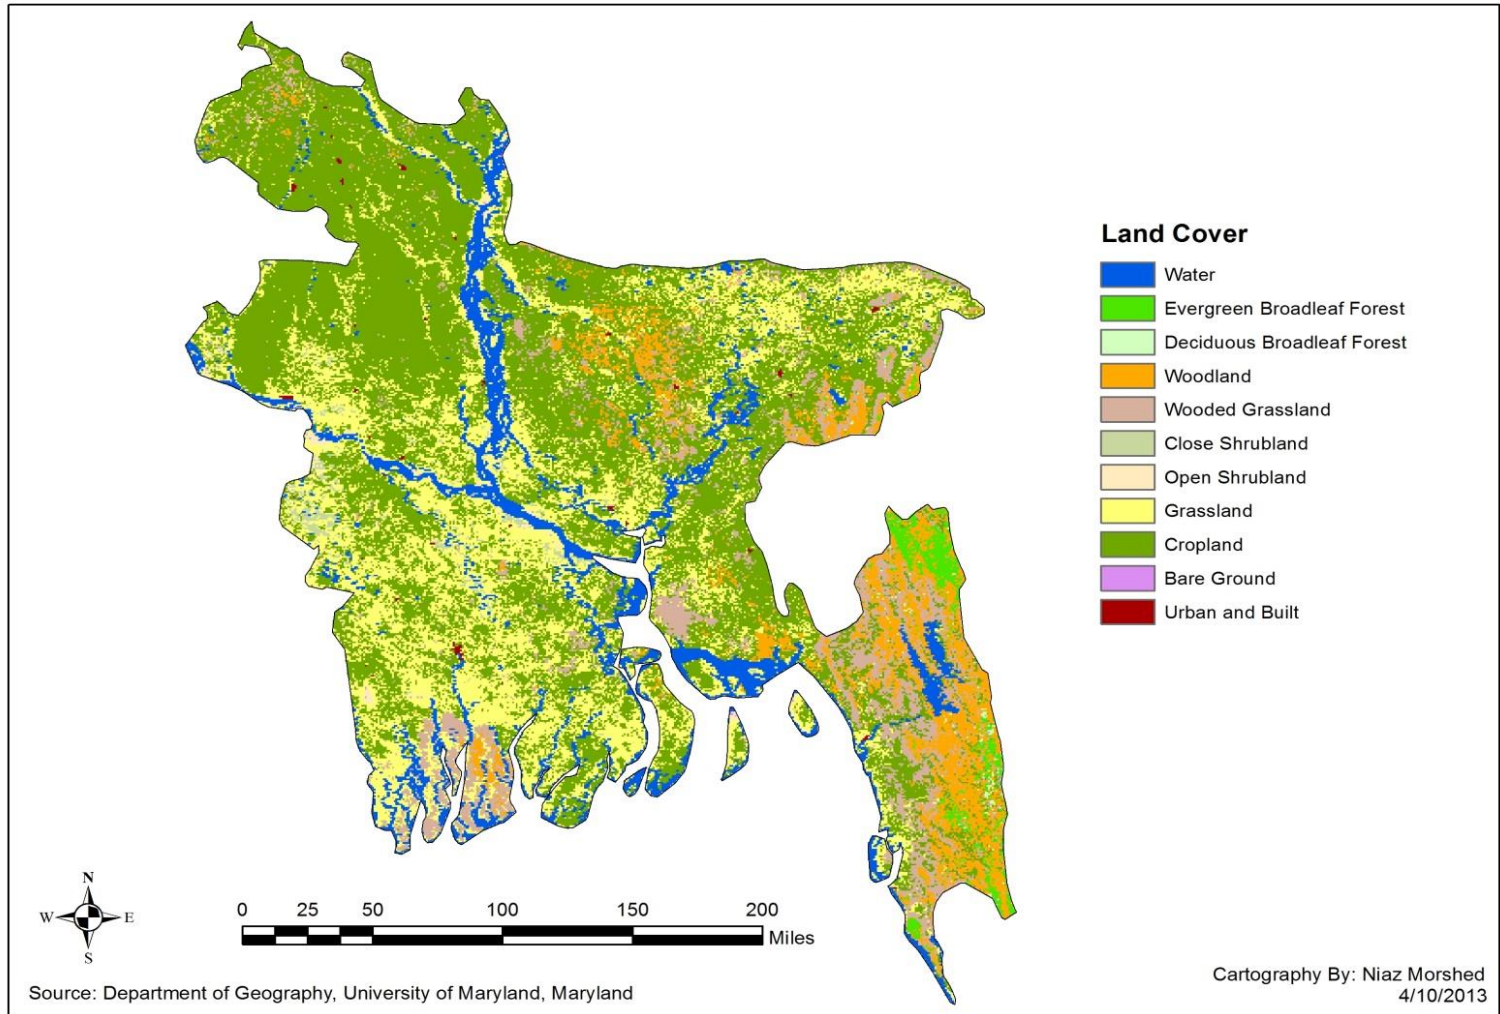 Land Cover
Water
Evergreen Broadleaf Forest
Deciduous Broadleaf Forest
Woodland
Wooded Grassland
Close Shrubland
Open Shrubland
Grassland
Cropland
Bare Ground
Urban and Built
N
W E
S
0 25 50 100 150 200
Miles
Source: Department of Geography, University of Maryland, Maryland
Cartography By: Niaz Morshed
4/10/2013